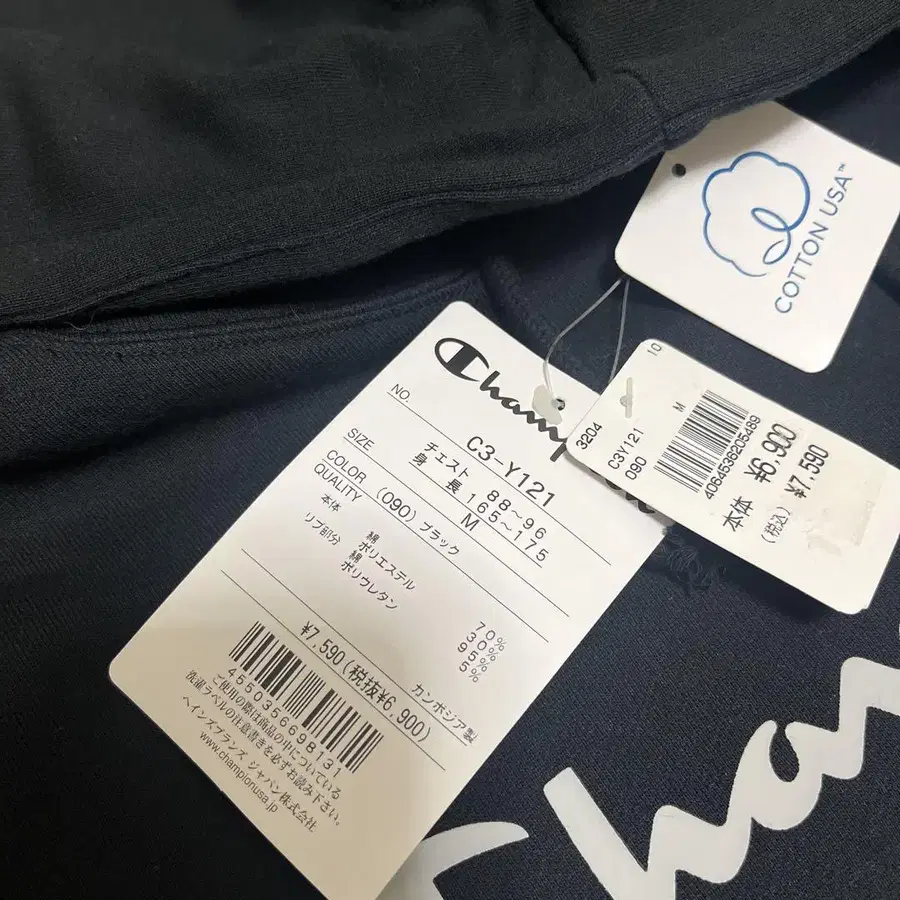 Champ
NO. C3-Y121
SIZE チェスト 88～96
身 長 165～175
M
COLOR (090) ブラック
QUALITY
本体 綿 70%
ポリエステル 30%
リブ部分 綿 95%
ポリウレタン 5%
カンボジア製
¥7,590(税抜¥6,900)
ご使用の際は商品の中についている
洗濯ラベルの注意書きを必ずお読み下さい。
ヘインズブランズ ジャパン株式会社
www.championusa.jp
COTTON USA™
10
3204
C3Y121 M
090
4064536205489
本体 ¥6,900
(税込) ¥7,590
Cham